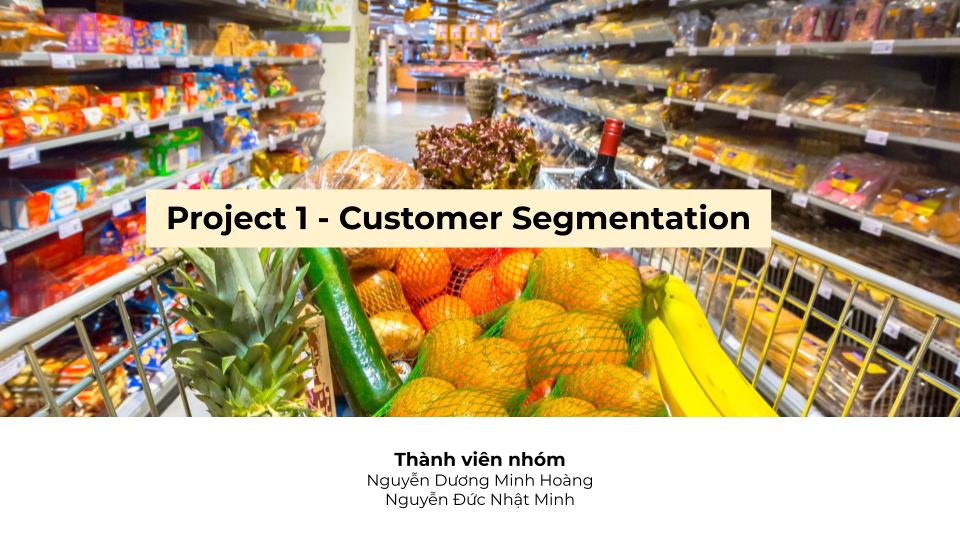 Project 1 - Customer Segmentation
Thành viên nhóm
Nguyễn Dương Minh Hoàng
Nguyễn Đức Nhật Minh